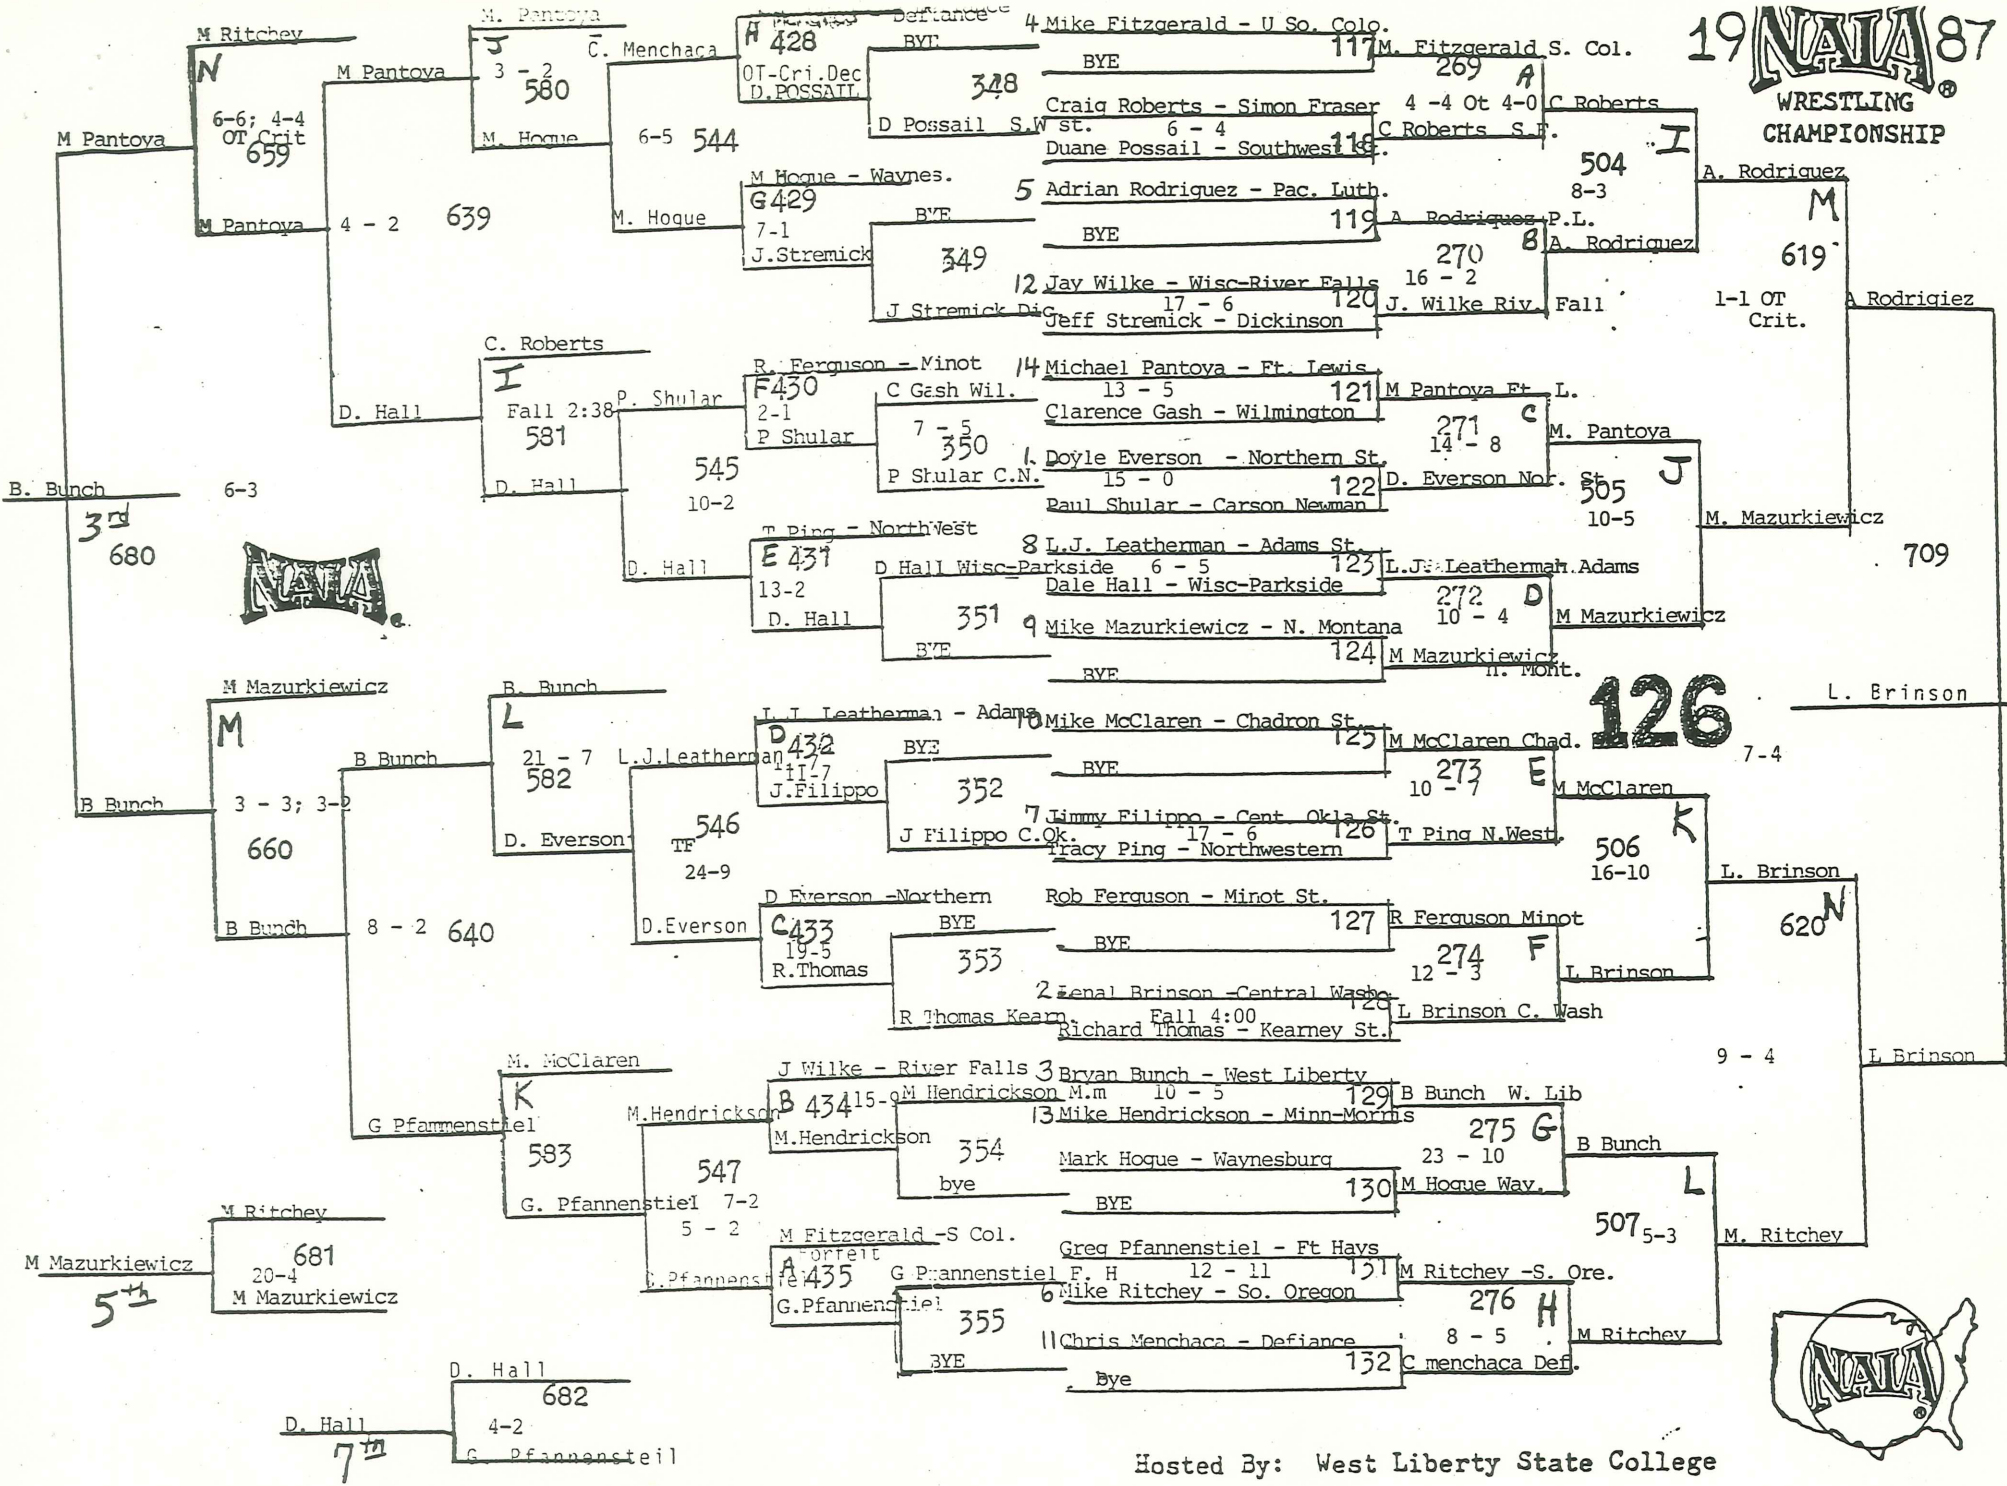 19 NAIA 87
WRESTLING
CHAMPIONSHIP
126
4 Mike Fitzgerald - U So. Colo.
117
BYE
Craig Roberts - Simon Fraser
6 - 4
118
Duane Possail - Southwest St.
5 Adrian Rodriguez - Pac. Luth.
119
BYE
12 Jay Wilke - Wisc-River Falls
17 - 6
120
Jeff Stremick - Dickinson
14 Michael Pantoya - Ft. Lewis
13 - 5
121
Clarence Gash - Wilmington
1. Doyle Everson - Northern St.
15 - 0
122
Paul Shular - Carson Newman
8 L.J. Leatherman - Adams St.
6 - 5
123
Dale Hall - Wisc-Parkside
9 Mike Mazurkiewicz - N. Montana
124
BYE
10 Mike McClaren - Chadron St.
125
BYE
7 Jimmy Filippo - Cent. Okla St.
17 - 6
126
Tracy Ping - Northwestern
Rob Ferguson - Minot St.
127
BYE
2 Lenal Brinson -Central Wash.
Fall 4:00
128
Richard Thomas - Kearney St.
3 Bryan Bunch - West Liberty
10 - 5
129
13 Mike Hendrickson - Minn-Morris
Mark Hogue - Waynesburg
130
BYE
Greg Pfannenstiel - Ft Hays
12 - 11
131
6 Mike Ritchey - So. Oregon
11 Chris Menchaca - Defiance
132
Bye
M. Fitzgerald S. Col.
269 A
4 -4 Ot 4-0
C Roberts S.F.
A. Rodriguez P.L.
270 B
16 - 2
J. Wilke Riv. Fall
M Pantoya Ft. L.
271 C
14 - 8
D. Everson Nor. St.
L.J. Leatherman Adams
272 D
10 - 4
M Mazurkiewicz
n. Mont.
M McClaren Chad.
273 E
10 - 7
T Ping N.West.
R Ferguson Minot
274 F
12 - 3
L Brinson C. Wash
B Bunch W. Lib
275 G
23 - 10
M Hogue Way.
M Ritchey -S. Ore.
276 H
8 - 5
C menchaca Def.
C Roberts
I
504
8-3
A. Rodriguez
M. Pantoya
J
505
10-5
M Mazurkiewicz
M McClaren
K
506
16-10
L Brinson
B Bunch
L
507 5-3
M Ritchey
A. Rodriguez
M
619
1-1 OT
Crit.
M. Mazurkiewicz
L. Brinson
N
620
9 - 4
M. Ritchey
A Rodrigiez
709
L. Brinson
7-4
L Brinson
BYE
348
D Possail S.W st.
BYE
349
J Stremick Dic.
C Gash Wil.
7 - 5
350
P Shular C.N.
D Hall Wisc-Parkside
351
BYE
BYE
352
J Filippo C.Ok.
BYE
353
R Thomas Kearn.
M Hendrickson M.m
354
bye
G Pfannenstiel F. H
355
BYE
Defiance
A 428
OT-Cri.Dec
D.POSSAIL
M Hogue - Waynes.
G 429
7-1
J.Stremick
R. Ferguson - Minot
F 430
2-1
P Shular
T Ping - NorthWest
E 431
13-2
D. Hall
L.J. Leatherman - Adams
D 432
11-7
J.Filippo
D Everson -Northern
C 433
19-5
R.Thomas
J Wilke - River Falls
B 434 15-9
M.Hendrickson
M Fitzgerald -S Col.
Forfeit
A 435
G.Pfannenstiel
C. Menchaca
6-5 544
M. Hogue
P. Shular
545
10-2
D. Hall
L.J.Leatherman
546
TF
24-9
D.Everson
M.Hendrickson
547
7-2
5 - 2
G.Pfannenstiel
M. Pantoya
J
3 - 2
580
M. Hogue
C. Roberts
I
Fall 2:38
581
D. Hall
B. Bunch
L
21 - 7
582
D. Everson
M. McClaren
K
583
G. Pfannenstiel
M Pantoya
4 - 2 639
D. Hall
B Bunch
8 - 2 640
G Pfammenstiel
M Ritchey
N
6-6; 4-4
OT Crit
659
M Pantoya
M Mazurkiewicz
M
3 - 3; 3-2
660
B Bundh
M Pantoya
6-3
B Bunch
B. Bunch
3rd
680
NAIA
M Ritchey
681
20-4
M Mazurkiewicz
M Mazurkiewicz
5th
D. Hall
682
4-2
G. Pfannensteil
D. Hall
7th
NAIA
Hosted By: West Liberty State College